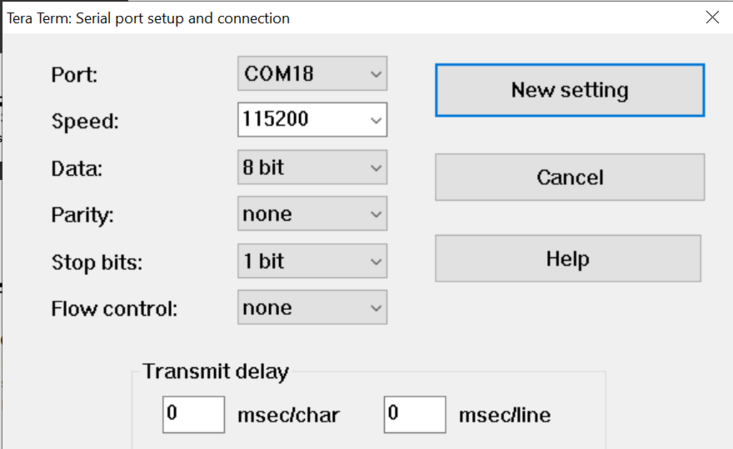 Tera Term: Serial port setup and connection
Port: COM18
New setting
Speed: 115200
Data: 8 bit
Cancel
Parity: none
Stop bits: 1 bit
Help
Flow control: none
Transmit delay
0 msec/char 0 msec/line